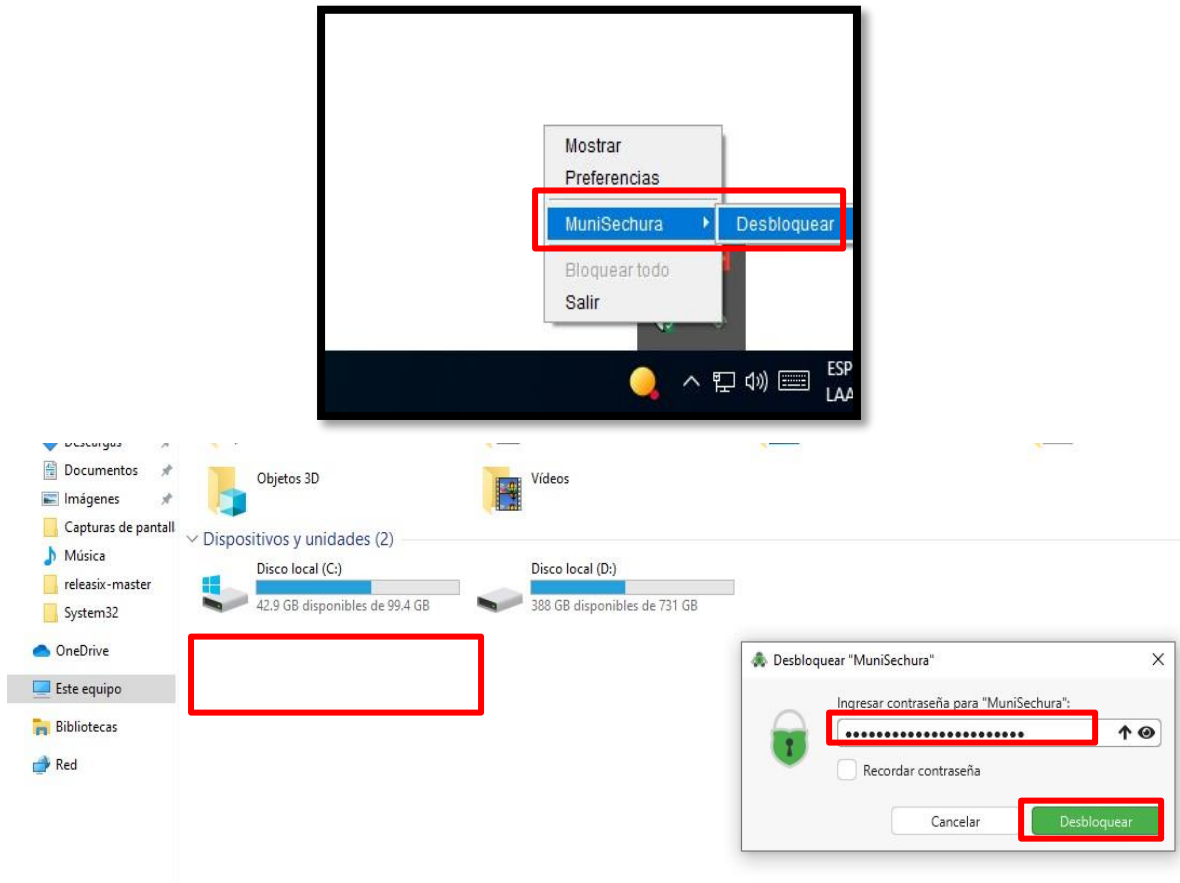 Mostrar
Preferencias
MuniSechura
Desbloquear
Bloquear todo
Salir
ESP
LAA
Descargas
Documentos
Imágenes
Capturas de pantall
Música
releasix-master
System32
OneDrive
Este equipo
Bibliotecas
Red
Objetos 3D
Vídeos
Dispositivos y unidades (2)
Disco local (C:)
42.9 GB disponibles de 99.4 GB
Disco local (D:)
388 GB disponibles de 731 GB
Desbloquear "MuniSechura"
Ingresar contraseña para "MuniSechura":
Recordar contraseña
Cancelar
Desbloquear